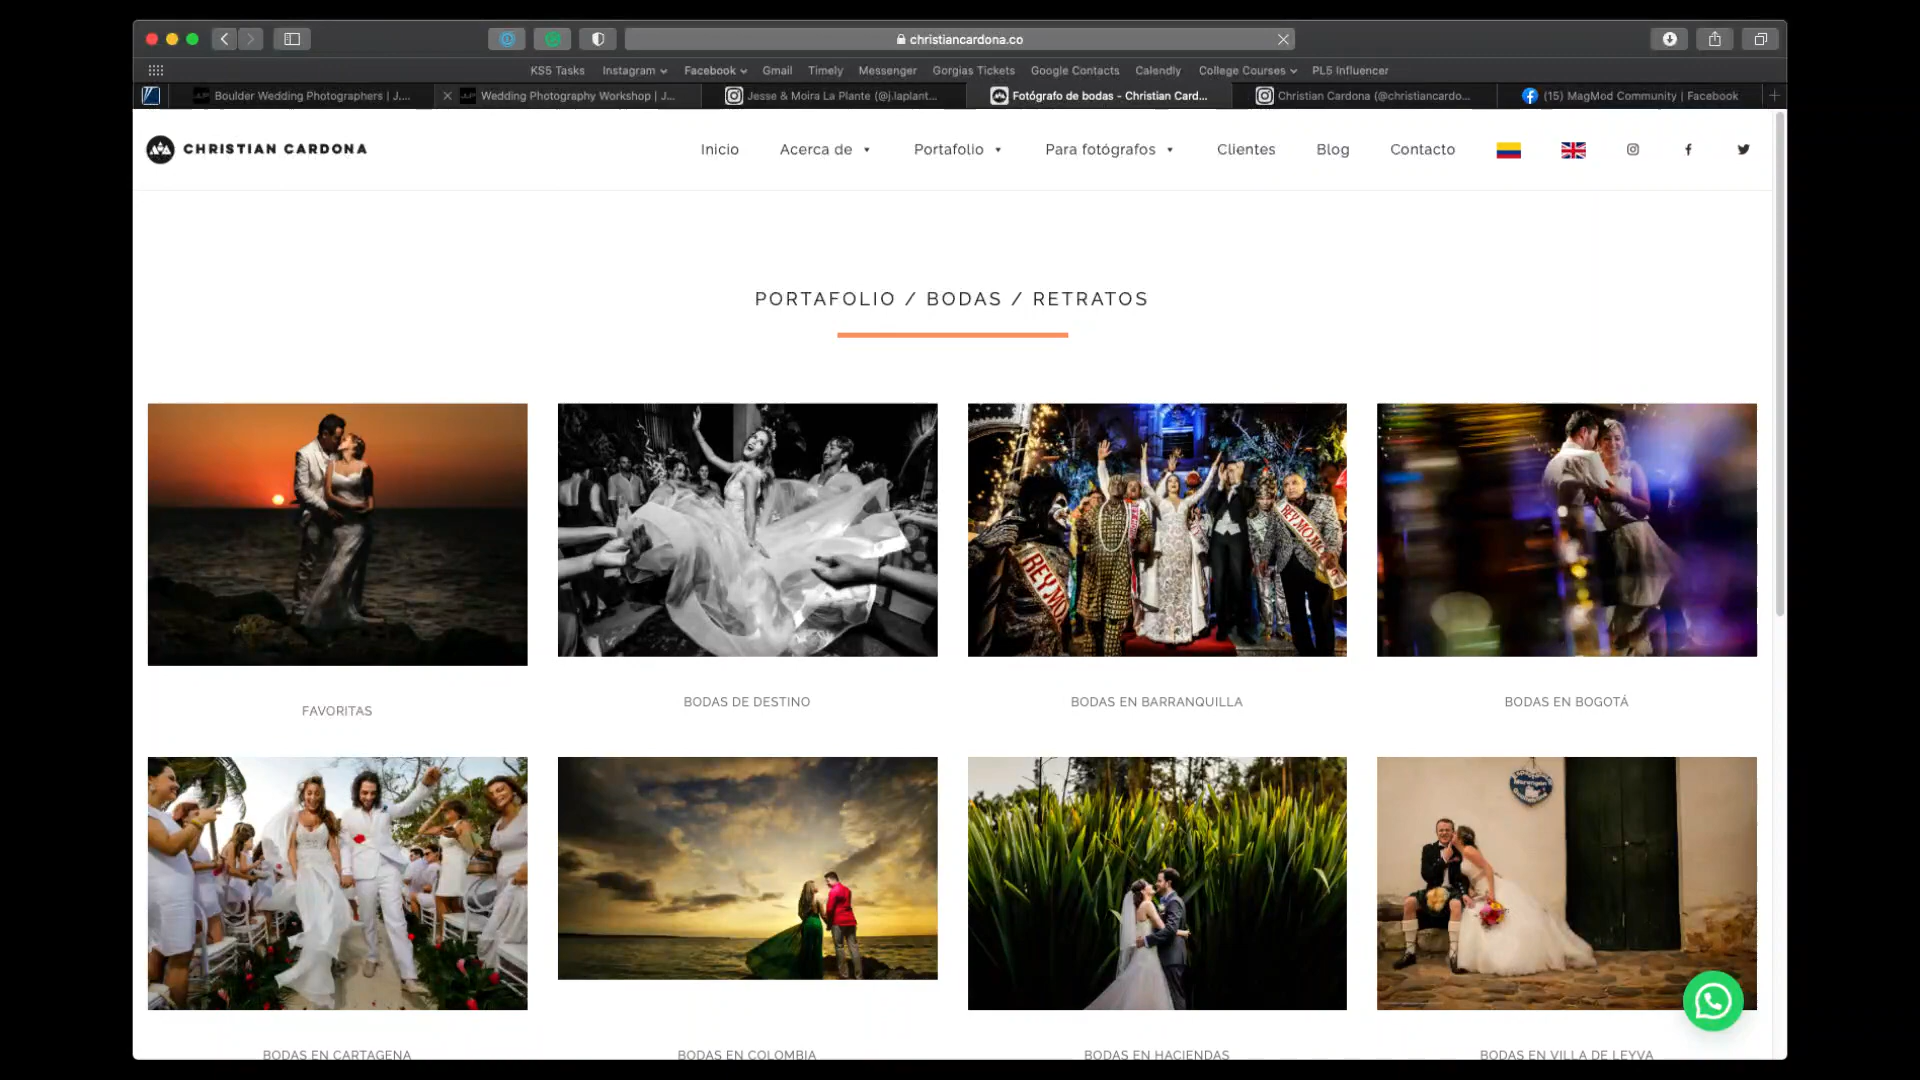 christiancardona.co
KS5 Tasks Instagram Facebook Gmail Timely Messenger Gorgias Tickets Google Contacts Calendly College Courses PL5 Influencer
Boulder Wedding Photographers | J.... Wedding Photography Workshop | J... Jesse & Moira La Plante (@j.laplant... Fotógrafo de bodas - Christian Card... Christian Cardona (@christiancardo... (15) MagMod Community | Facebook
CHRISTIAN CARDONA Inicio Acerca de Portafolio Para fotógrafos Clientes Blog Contacto
PORTAFOLIO / BODAS / RETRATOS
REY MOMO
FAVORITAS
BODAS DE DESTINO
BODAS EN BARRANQUILLA
BODAS EN BOGOTÁ
BODAS EN CARTAGENA
BODAS EN COLOMBIA
BODAS EN HACIENDAS
BODAS EN VILLA DE LEYVA